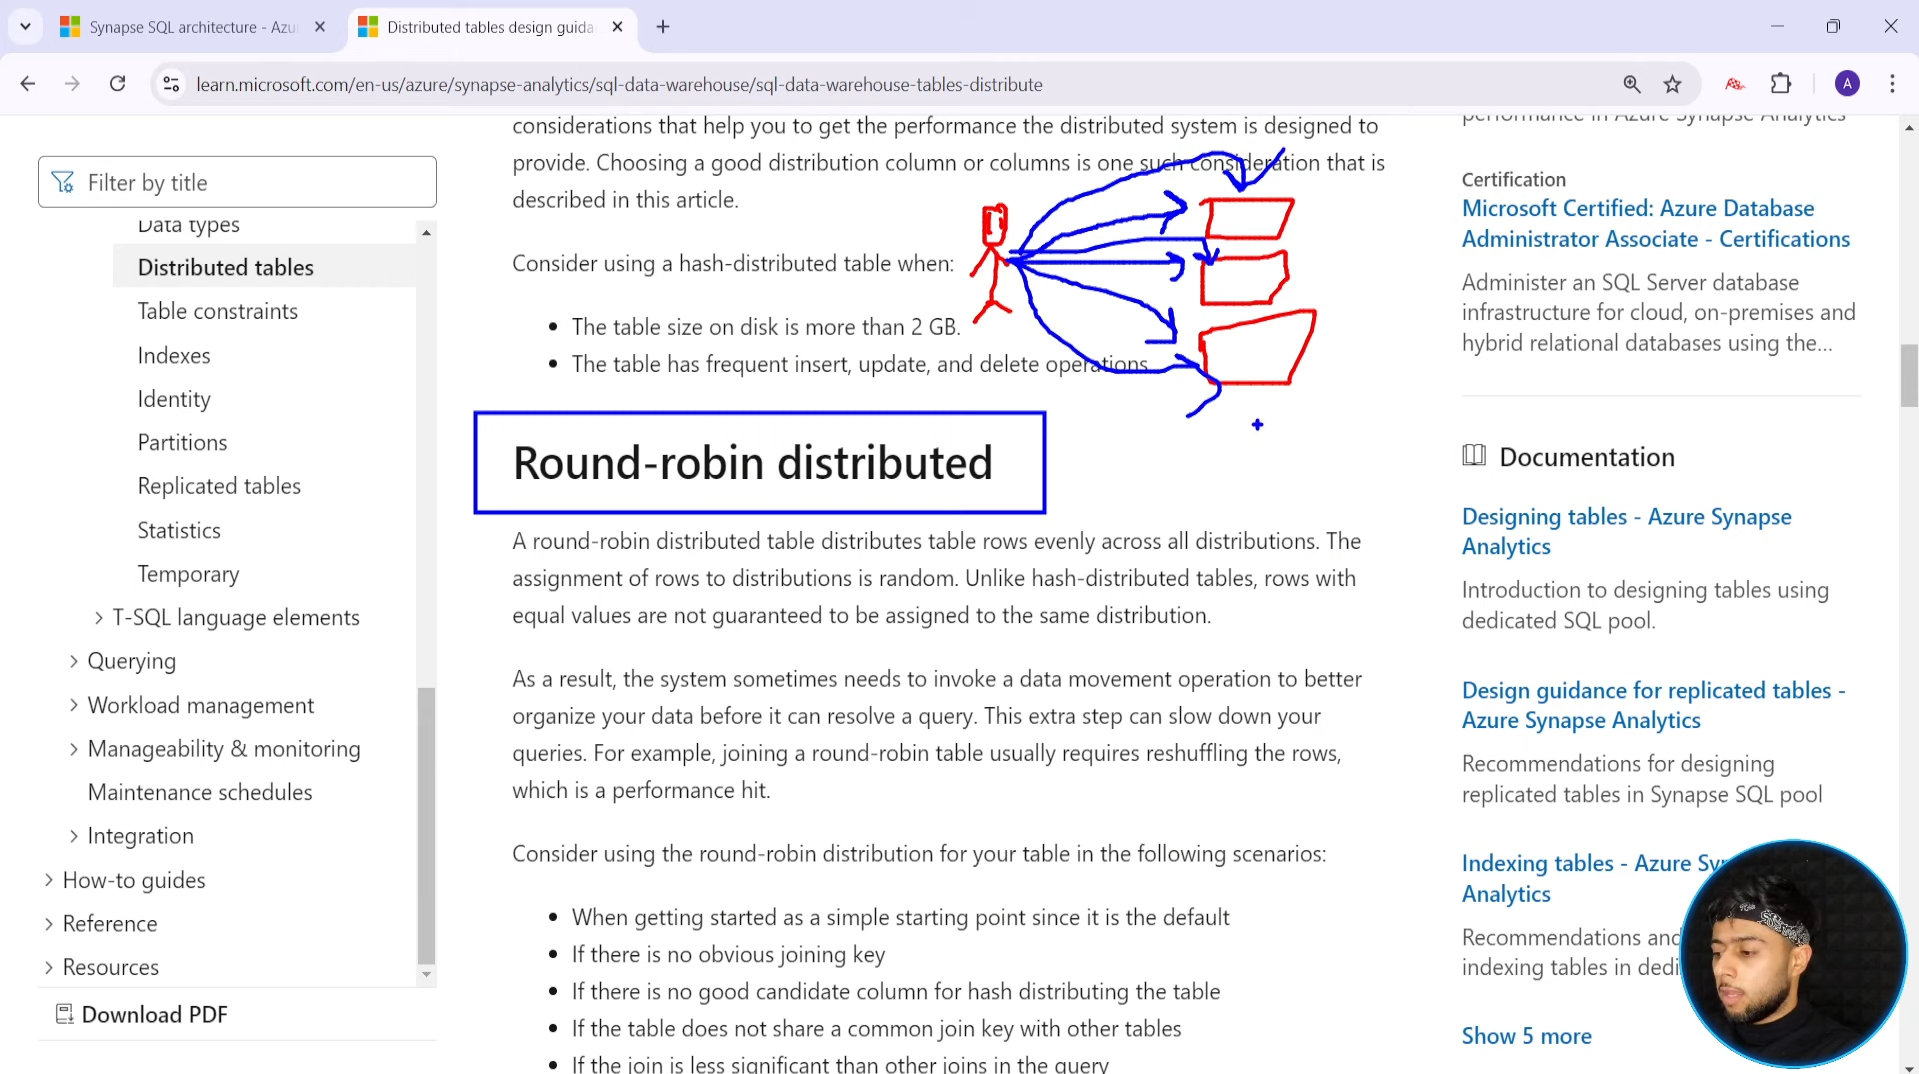 Synapse SQL architecture - Azu
Distributed tables design guida
learn.microsoft.com/en-us/azure/synapse-analytics/sql-data-warehouse/sql-data-warehouse-tables-distribute
A
Filter by title
Data types
Distributed tables
Table constraints
Indexes
Identity
Partitions
Replicated tables
Statistics
Temporary
T-SQL language elements
Querying
Workload management
Manageability & monitoring
Maintenance schedules
Integration
How-to guides
Reference
Resources
Download PDF
considerations that help you to get the performance the distributed system is designed to
provide. Choosing a good distribution column or columns is one such consideration that is
described in this article.
Consider using a hash-distributed table when:
• The table size on disk is more than 2 GB.
• The table has frequent insert, update, and delete operations.
Round-robin distributed
A round-robin distributed table distributes table rows evenly across all distributions. The
assignment of rows to distributions is random. Unlike hash-distributed tables, rows with
equal values are not guaranteed to be assigned to the same distribution.
As a result, the system sometimes needs to invoke a data movement operation to better
organize your data before it can resolve a query. This extra step can slow down your
queries. For example, joining a round-robin table usually requires reshuffling the rows,
which is a performance hit.
Consider using the round-robin distribution for your table in the following scenarios:
• When getting started as a simple starting point since it is the default
• If there is no obvious joining key
• If there is no good candidate column for hash distributing the table
• If the table does not share a common join key with other tables
• If the join is less significant than other joins in the query
performance in Azure Synapse Analytics
Certification
Microsoft Certified: Azure Database
Administrator Associate - Certifications
Administer an SQL Server database
infrastructure for cloud, on-premises and
hybrid relational databases using the...
Documentation
Designing tables - Azure Synapse
Analytics
Introduction to designing tables using
dedicated SQL pool.
Design guidance for replicated tables -
Azure Synapse Analytics
Recommendations for designing
replicated tables in Synapse SQL pool
Indexing tables - Azure Sy
Analytics
Recommendations and
indexing tables in dedi
Show 5 more